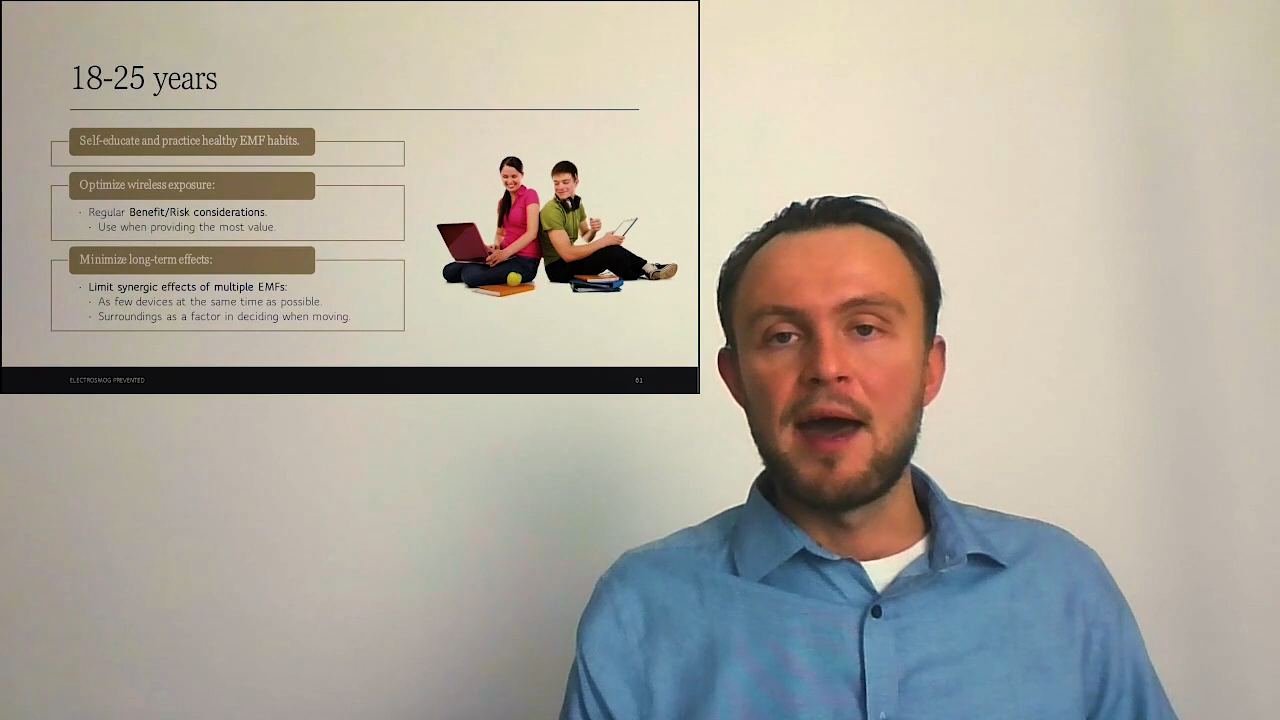 18-25 years
Self-educate and practice healthy EMF habits.
Optimize wireless exposure:
· Regular Benefit/Risk considerations.
· Use when providing the most value.
Minimize long-term effects:
· Limit synergic effects of multiple EMFs:
· As few devices at the same time as possible.
· Surroundings as a factor in deciding when moving.
ELECTROSMOG PREVENTED
61